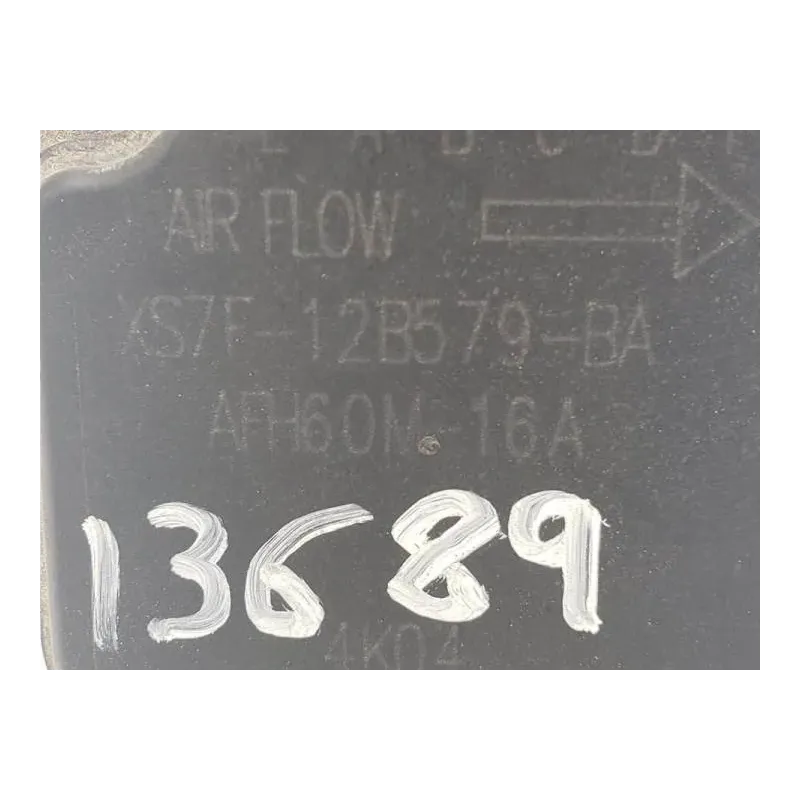 E A B C D F
AIR FLOW
XS7F-12B579-BA
AFH60M-16A
13689
4K04